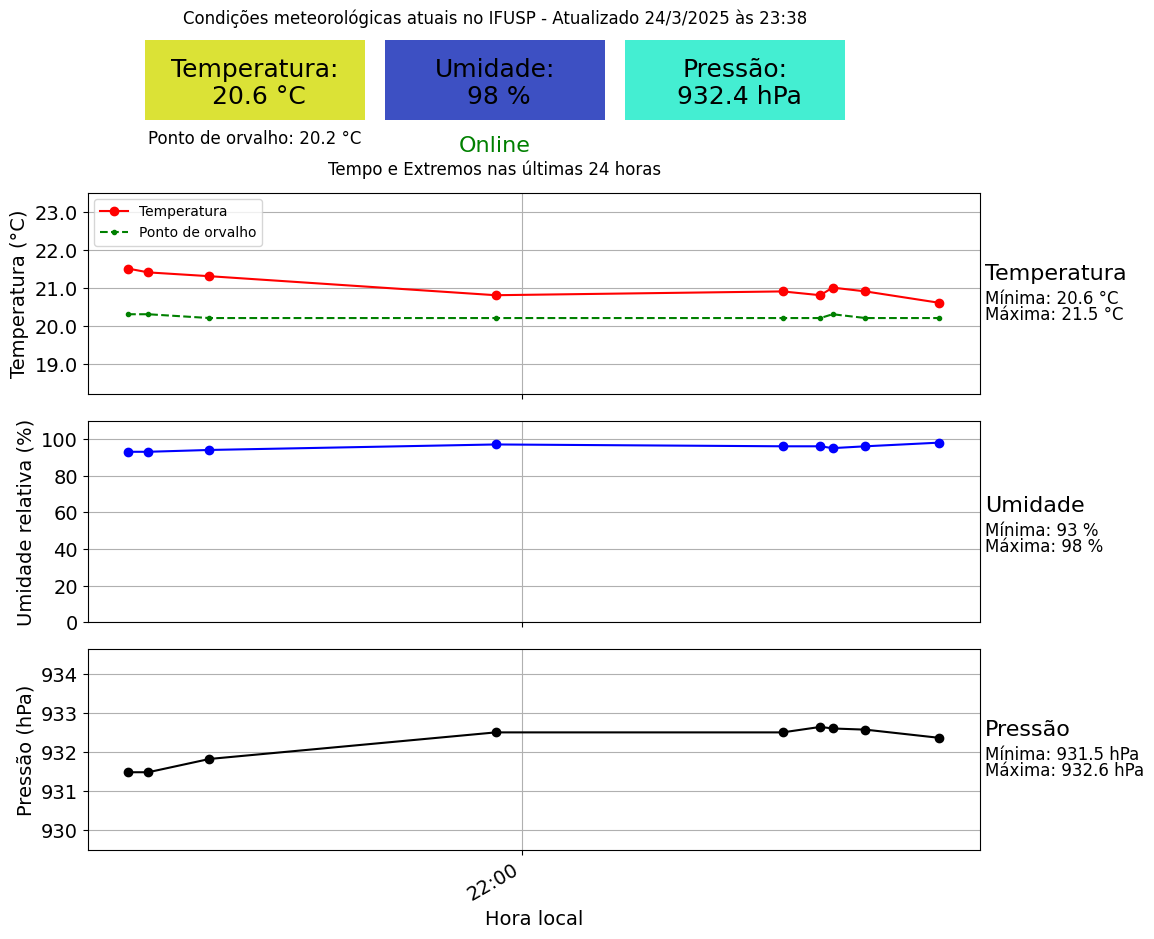 Condições meteorológicas atuais no IFUSP - Atualizado 24/3/2025 às 23:38
Temperatura:
20.6 °C
Umidade:
98 %
Pressão:
932.4 hPa
Ponto de orvalho: 20.2 °C
Online
Tempo e Extremos nas últimas 24 horas
Temperatura (°C)
23.0
22.0
21.0
20.0
19.0
Temperatura
Ponto de orvalho
Temperatura
Mínima: 20.6 °C
Máxima: 21.5 °C
Umidade relativa (%)
100
80
60
40
20
0
Umidade
Mínima: 93 %
Máxima: 98 %
Pressão (hPa)
934
933
932
931
930
Pressão
Mínima: 931.5 hPa
Máxima: 932.6 hPa
22:00
Hora local